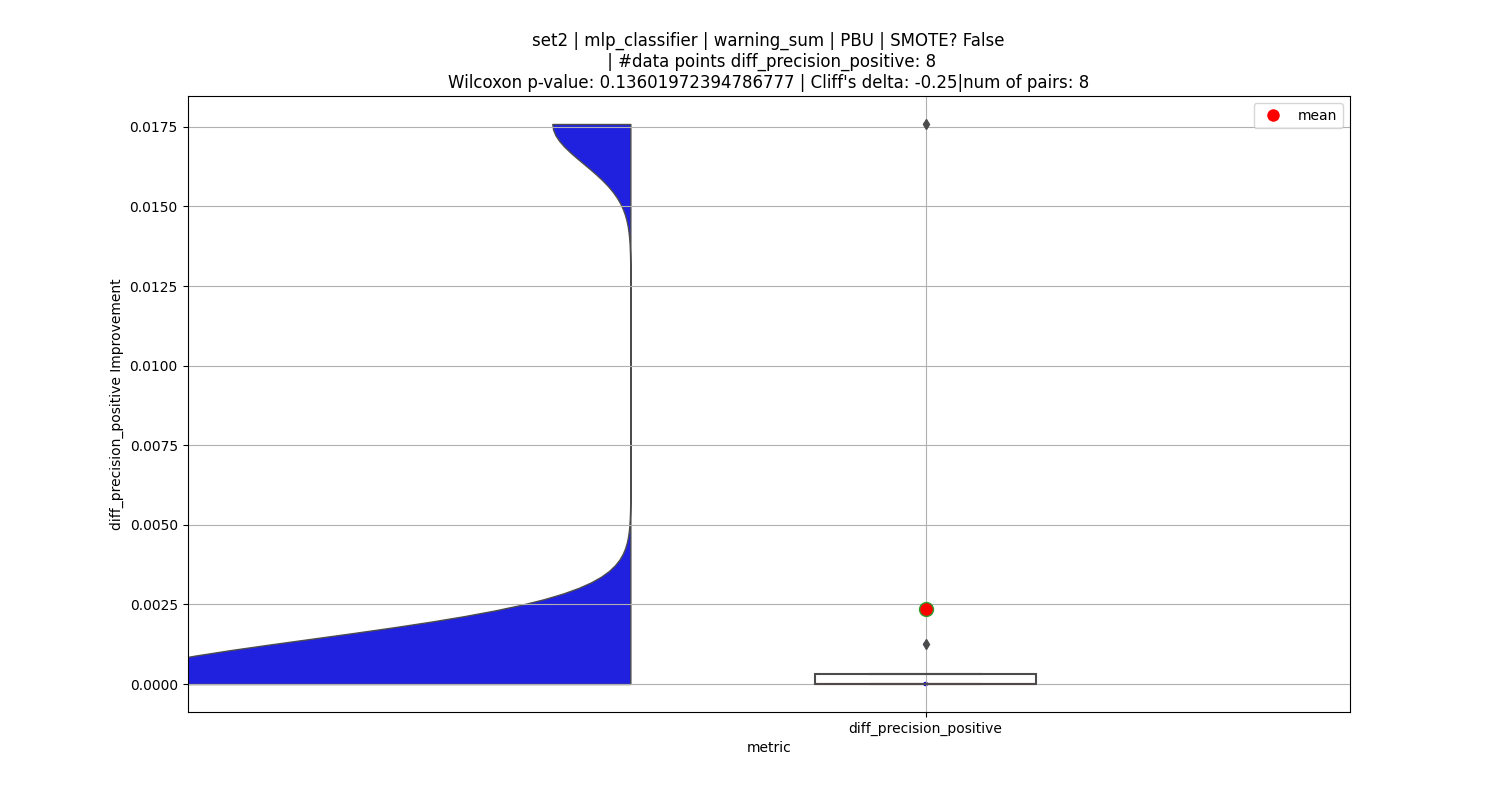 set2 | mlp_classifier | warning_sum | PBU | SMOTE? False
| #data points diff_precision_positive: 8
Wilcoxon p-value: 0.13601972394786777 | Cliff's delta: -0.25|num of pairs: 8
mean
0.0175
0.0150
0.0125
0.0100
0.0075
0.0050
0.0025
0.0000
diff_precision_positive Improvement
diff_precision_positive
metric